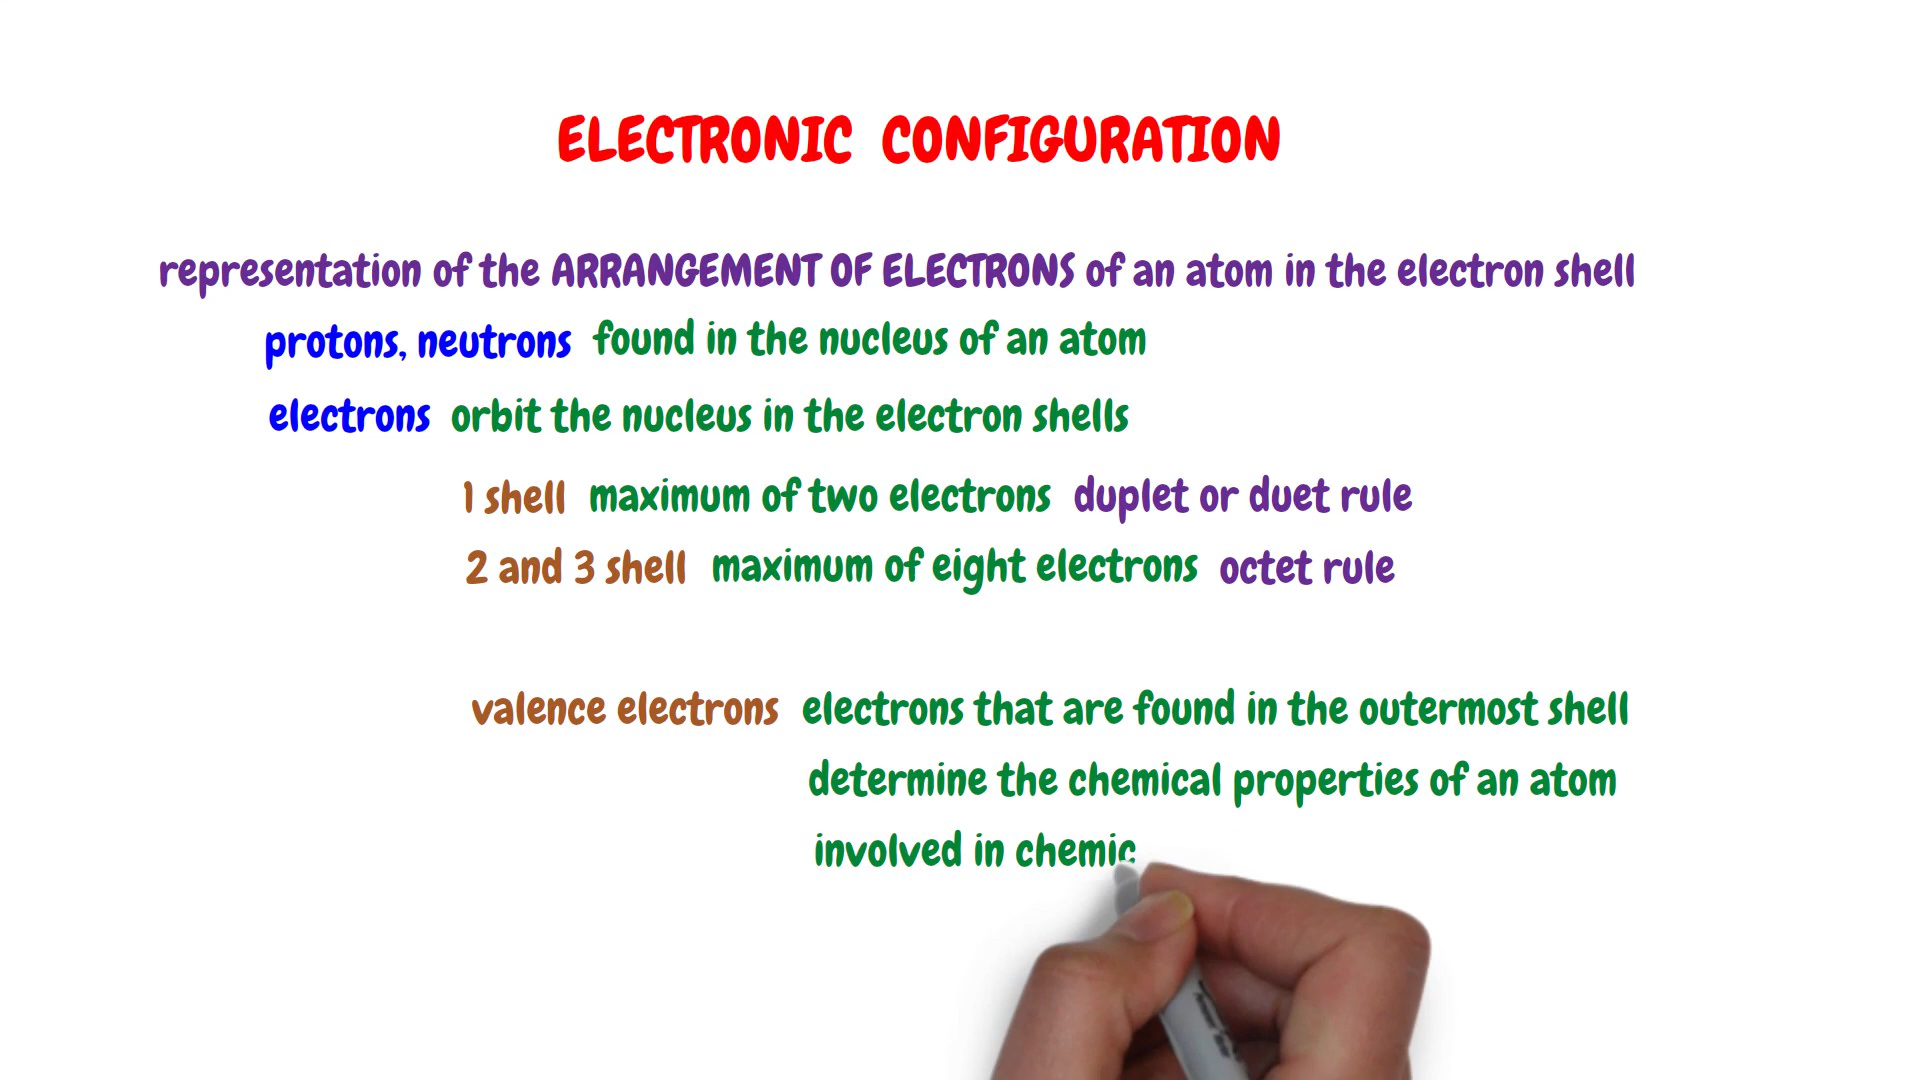 ELECTRONIC CONFIGURATION
representation of the ARRANGEMENT OF ELECTRONS of an atom in the electron shell
protons, neutrons found in the nucleus of an atom
electrons orbit the nucleus in the electron shells
1 shell maximum of two electrons duplet or duet rule
2 and 3 shell maximum of eight electrons octet rule
valence electrons electrons that are found in the outermost shell
determine the chemical properties of an atom
involved in chemic